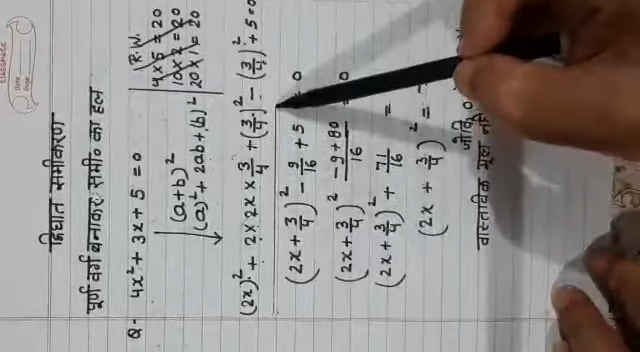 classmate
Date
Page
द्विघात समीकरण
पूर्ण वर्ग बनाकर समी० का हल
Q- 4x² + 3x + 5 = 0
R.W.
4 x 5 = 20
10 x 2 = 20
20 x 1 = 20
(a+b)²
(a)² + 2ab + (b)²
(2x)² + 2 x 2x x 3/4 + (3/4)² - (3/4)² + 5 = 0
(2x + 3/4)² - 9/16 + 5 = 0
(2x + 3/4)² -9+80/16 = 0
(2x + 3/4)² + 71/16 =
(2x + 3/4)² = -
वास्तविक मूल